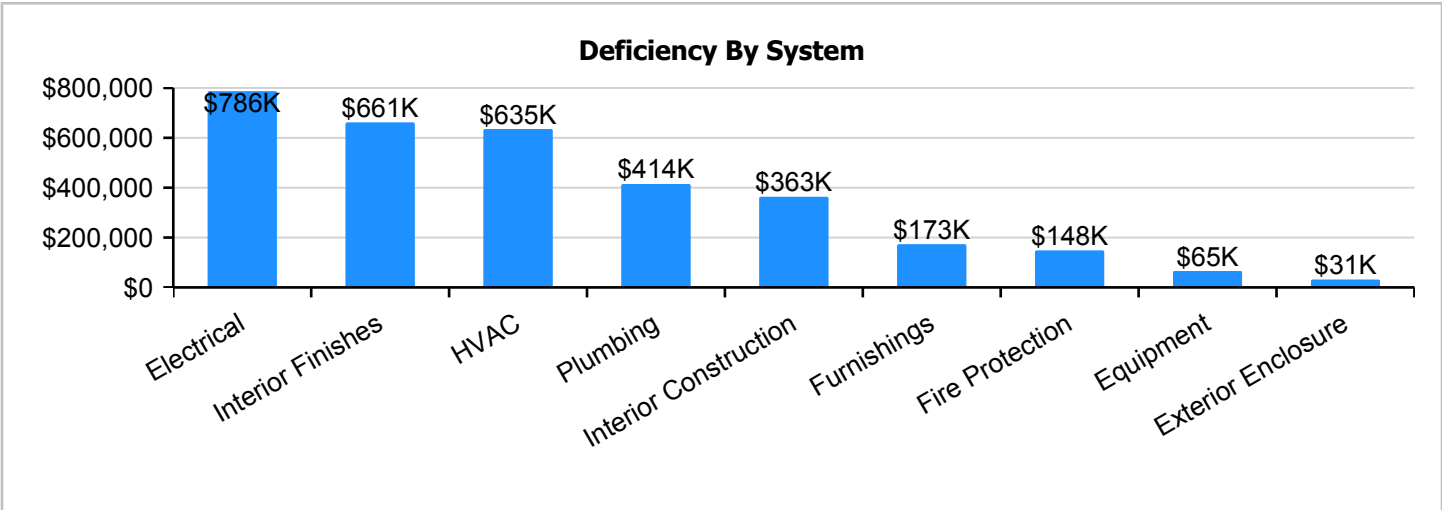 Deficiency By System
$800,000
$600,000
$400,000
$200,000
$0
$786K
$661K
$635K
$414K
$363K
$173K
$148K
$65K
$31K
Electrical
Interior Finishes
HVAC
Plumbing
Interior Construction
Furnishings
Fire Protection
Equipment
Exterior Enclosure